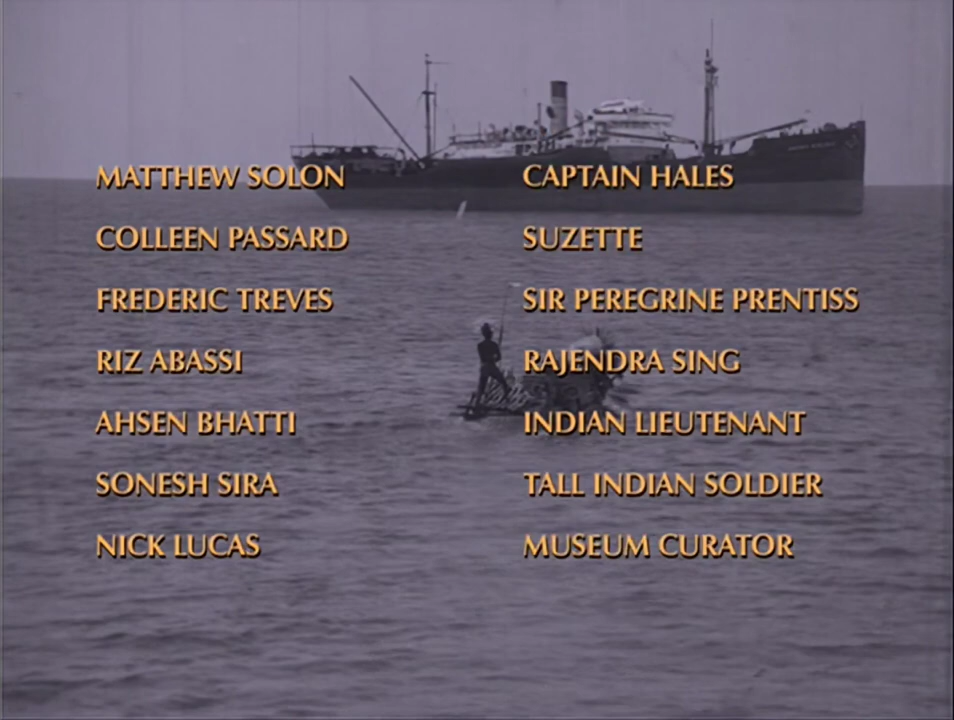 MATTHEW SOLON CAPTAIN HALES
COLLEEN PASSARD SUZETTE
FREDERIC TREVES SIR PEREGRINE PRENTISS
RIZ ABASSI RAJENDRA SING
AHSEN BHATTI INDIAN LIEUTENANT
SONESH SIRA TALL INDIAN SOLDIER
NICK LUCAS MUSEUM CURATOR